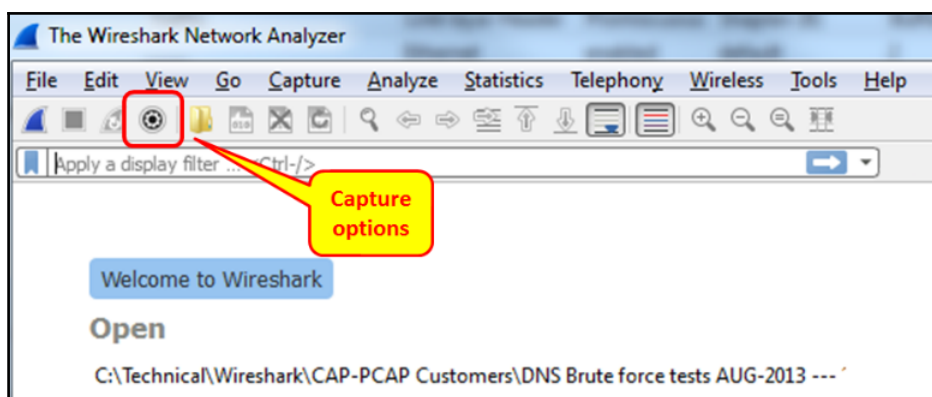 The Wireshark Network Analyzer
File Edit View Go Capture Analyze Statistics Telephony Wireless Tools Help
Apply a display filter ... <Ctrl-/>
Capture
options
Welcome to Wireshark
Open
C:\Technical\Wireshark\CAP-PCAP Customers\DNS Brute force tests AUG-2013 ---